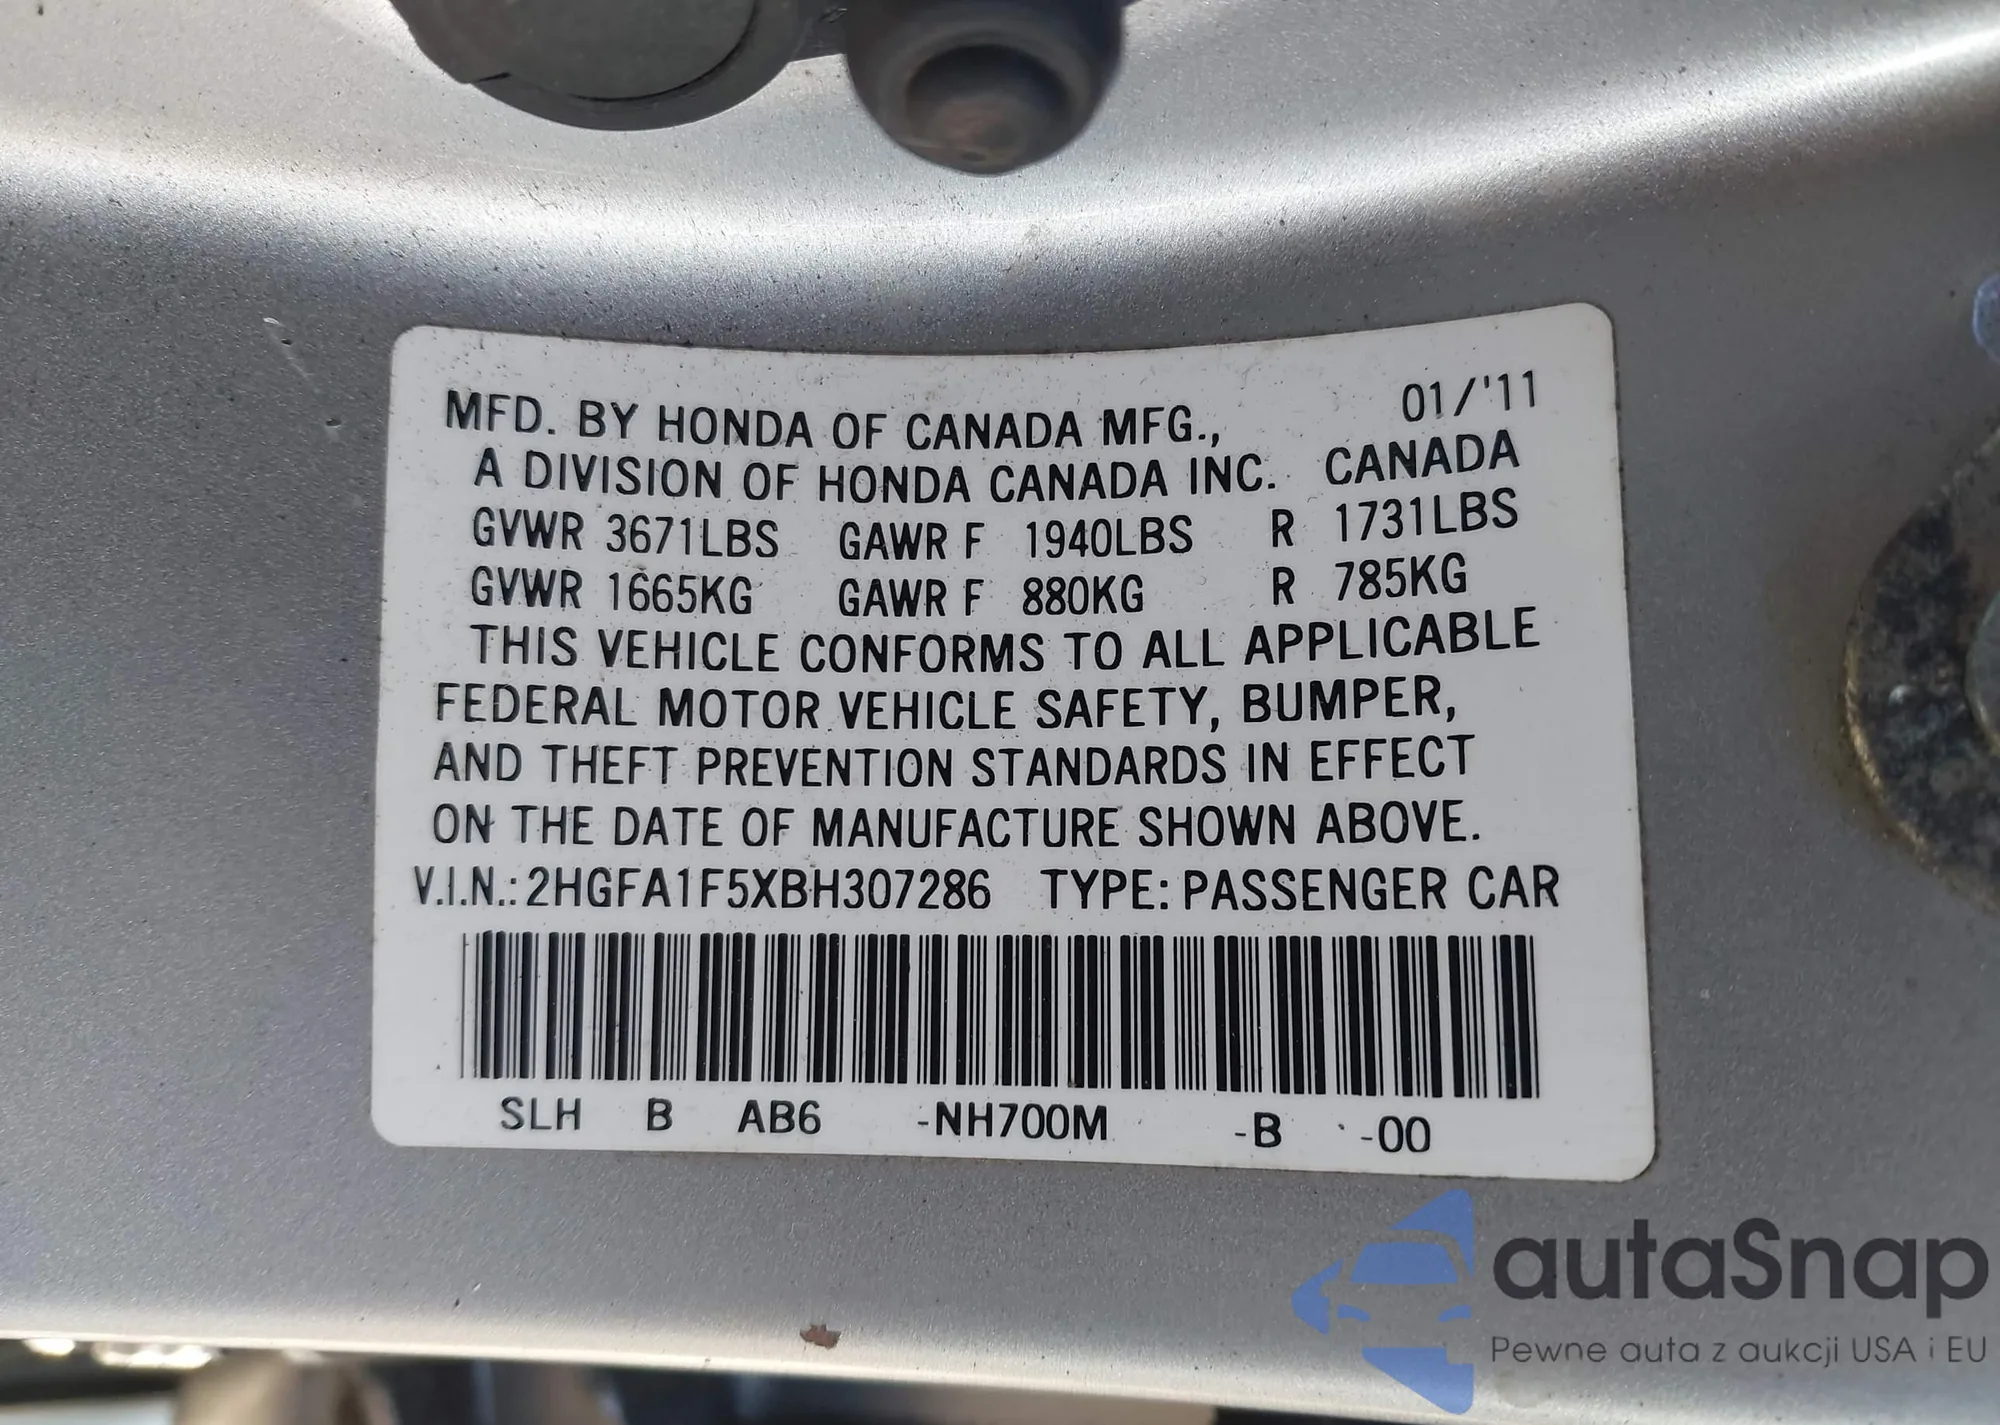 01/'11
MFD. BY HONDA OF CANADA MFG.,
A DIVISION OF HONDA CANADA INC. CANADA
GVWR 3671LBS GAWR F 1940LBS R 1731LBS
GVWR 1665KG GAWR F 880KG R 785KG
THIS VEHICLE CONFORMS TO ALL APPLICABLE
FEDERAL MOTOR VEHICLE SAFETY, BUMPER,
AND THEFT PREVENTION STANDARDS IN EFFECT
ON THE DATE OF MANUFACTURE SHOWN ABOVE.
V.I.N.: 2HGFA1F5XBH307286 TYPE: PASSENGER CAR
SLH B AB6 -NH700M -B -00
autaSnap
Pewne auta z aukcji USA i EU